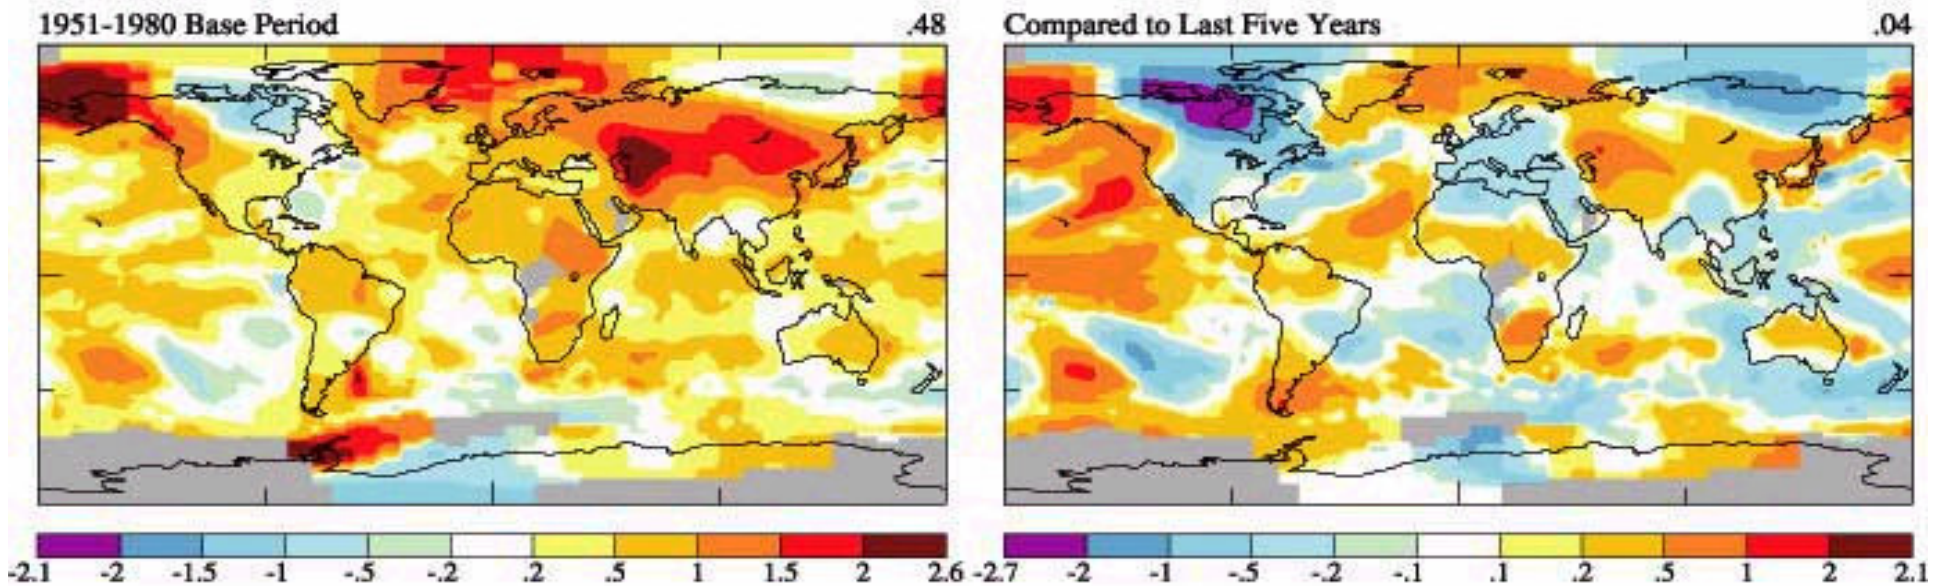 1951-1980 Base Period .48
Compared to Last Five Years .04
-2.1 -2 -1.5 -1 -.5 -.2 .2 .5 1 1.5 2 2.6
-2.7 -2 -1 -.5 -.2 -.1 .1 .2 .5 1 2 2.1